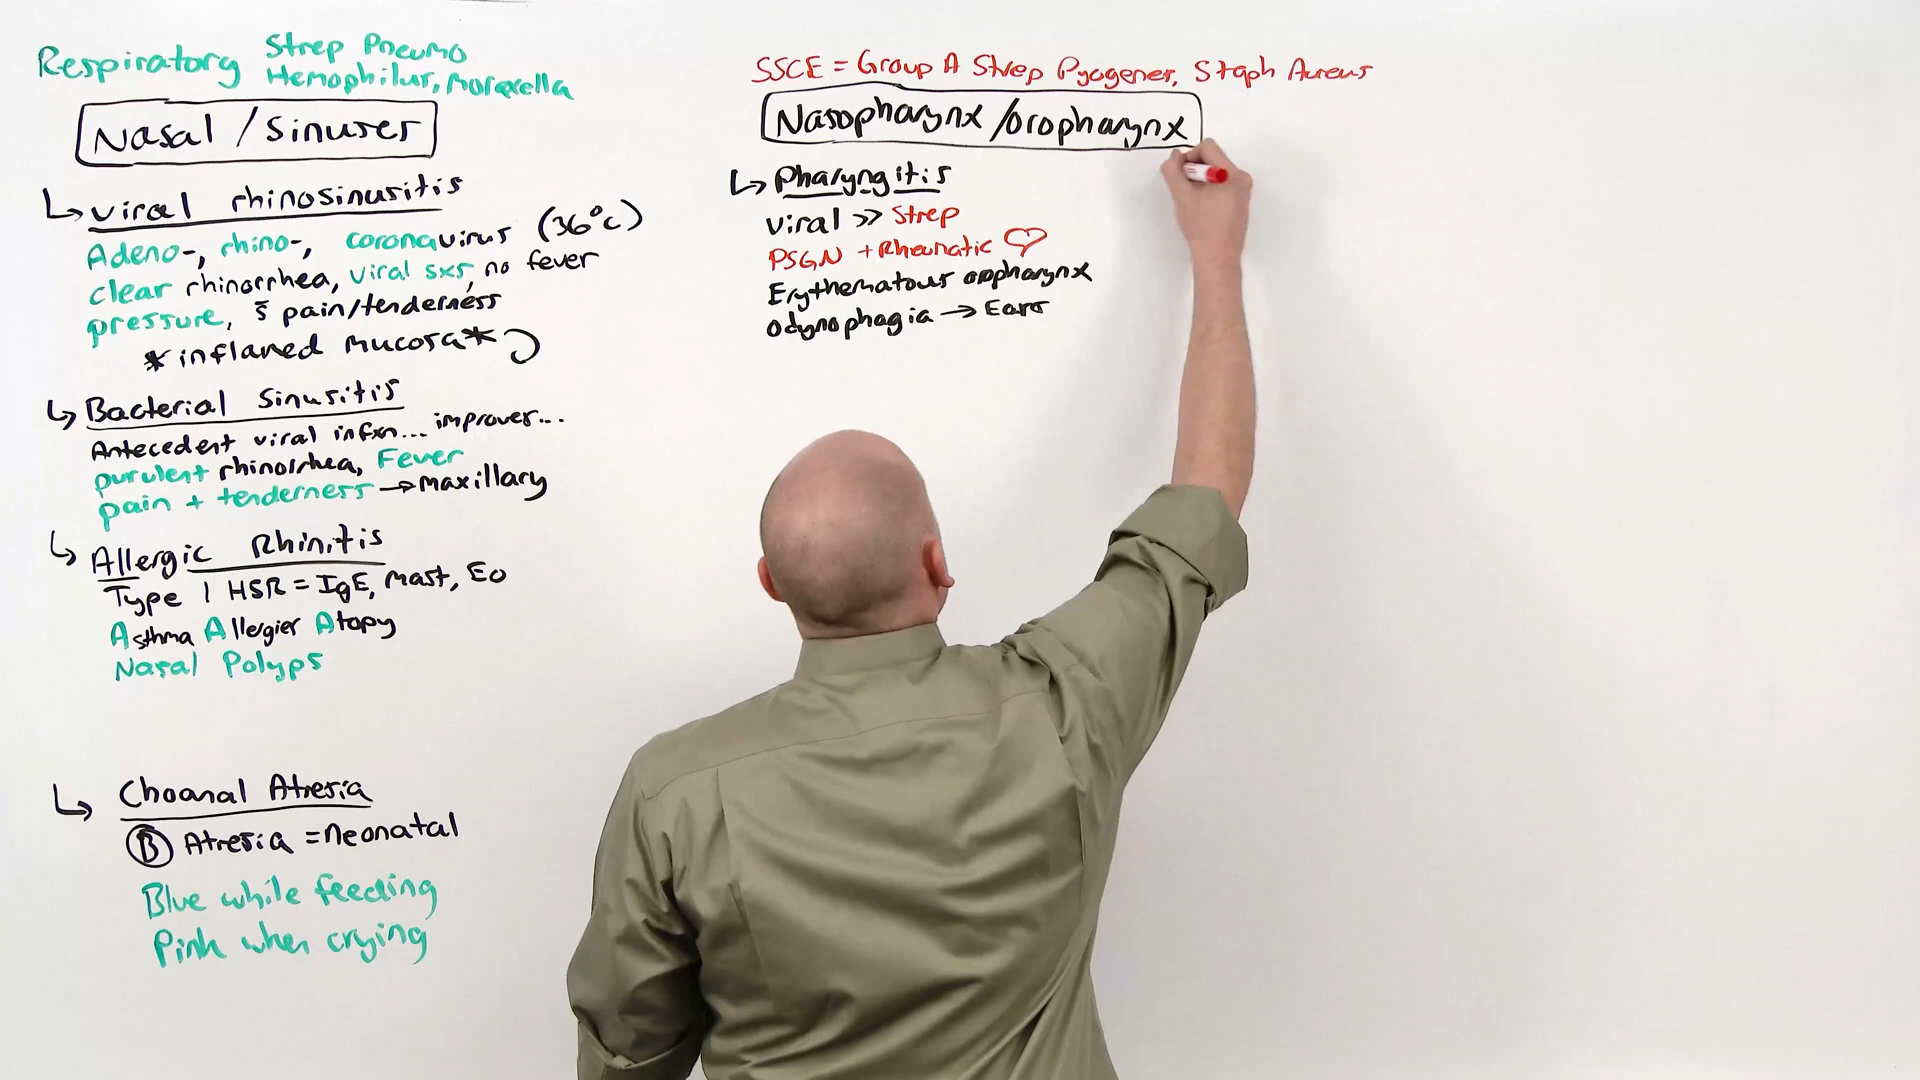 Respiratory Strep Pneumo
Hemophilus, Moraxella
Nasal / Sinuses
↳ Viral rhinosinusitis
Adeno-, rhino-, coronavirus (36°C)
clear rhinorrhea, viral sxs, no fever
pressure, s̄ pain/tenderness
*inflamed mucosa*
↳ Bacterial Sinusitis
Antecedent viral infxn... improves...
purulent rhinorrhea, Fever
pain + tenderness → maxillary
↳ Allergic Rhinitis
Type 1 HSR = IgE, mast, Eo
Asthma Allergies Atopy
Nasal Polyps
↳ Choanal Atresia
Ⓑ Atresia = neonatal
Blue while feeding
Pink when crying
SSCE = Group A Strep Pyogenes, Staph Aureus
Nasopharynx/oropharynx
↳ Pharyngitis
viral >> Strep
PSGN + Rheumatic ♡
Erythematous oropharynx
odynophagia → Ears